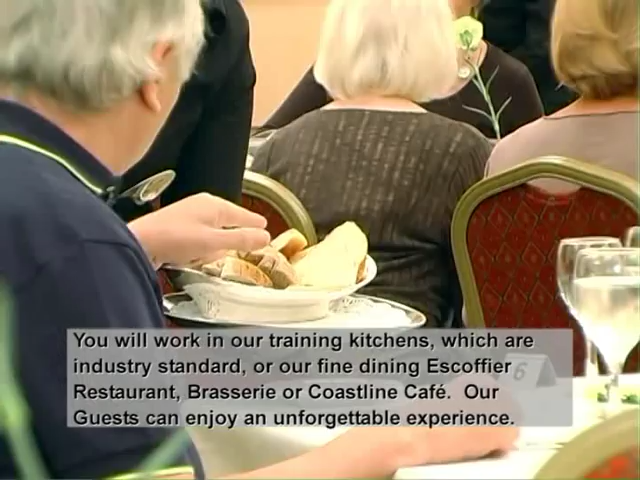 You will work in our training kitchens, which are
industry standard, or our fine dining Escoffier
Restaurant, Brasserie or Coastline Café.  Our
Guests can enjoy an unforgettable experience.
6